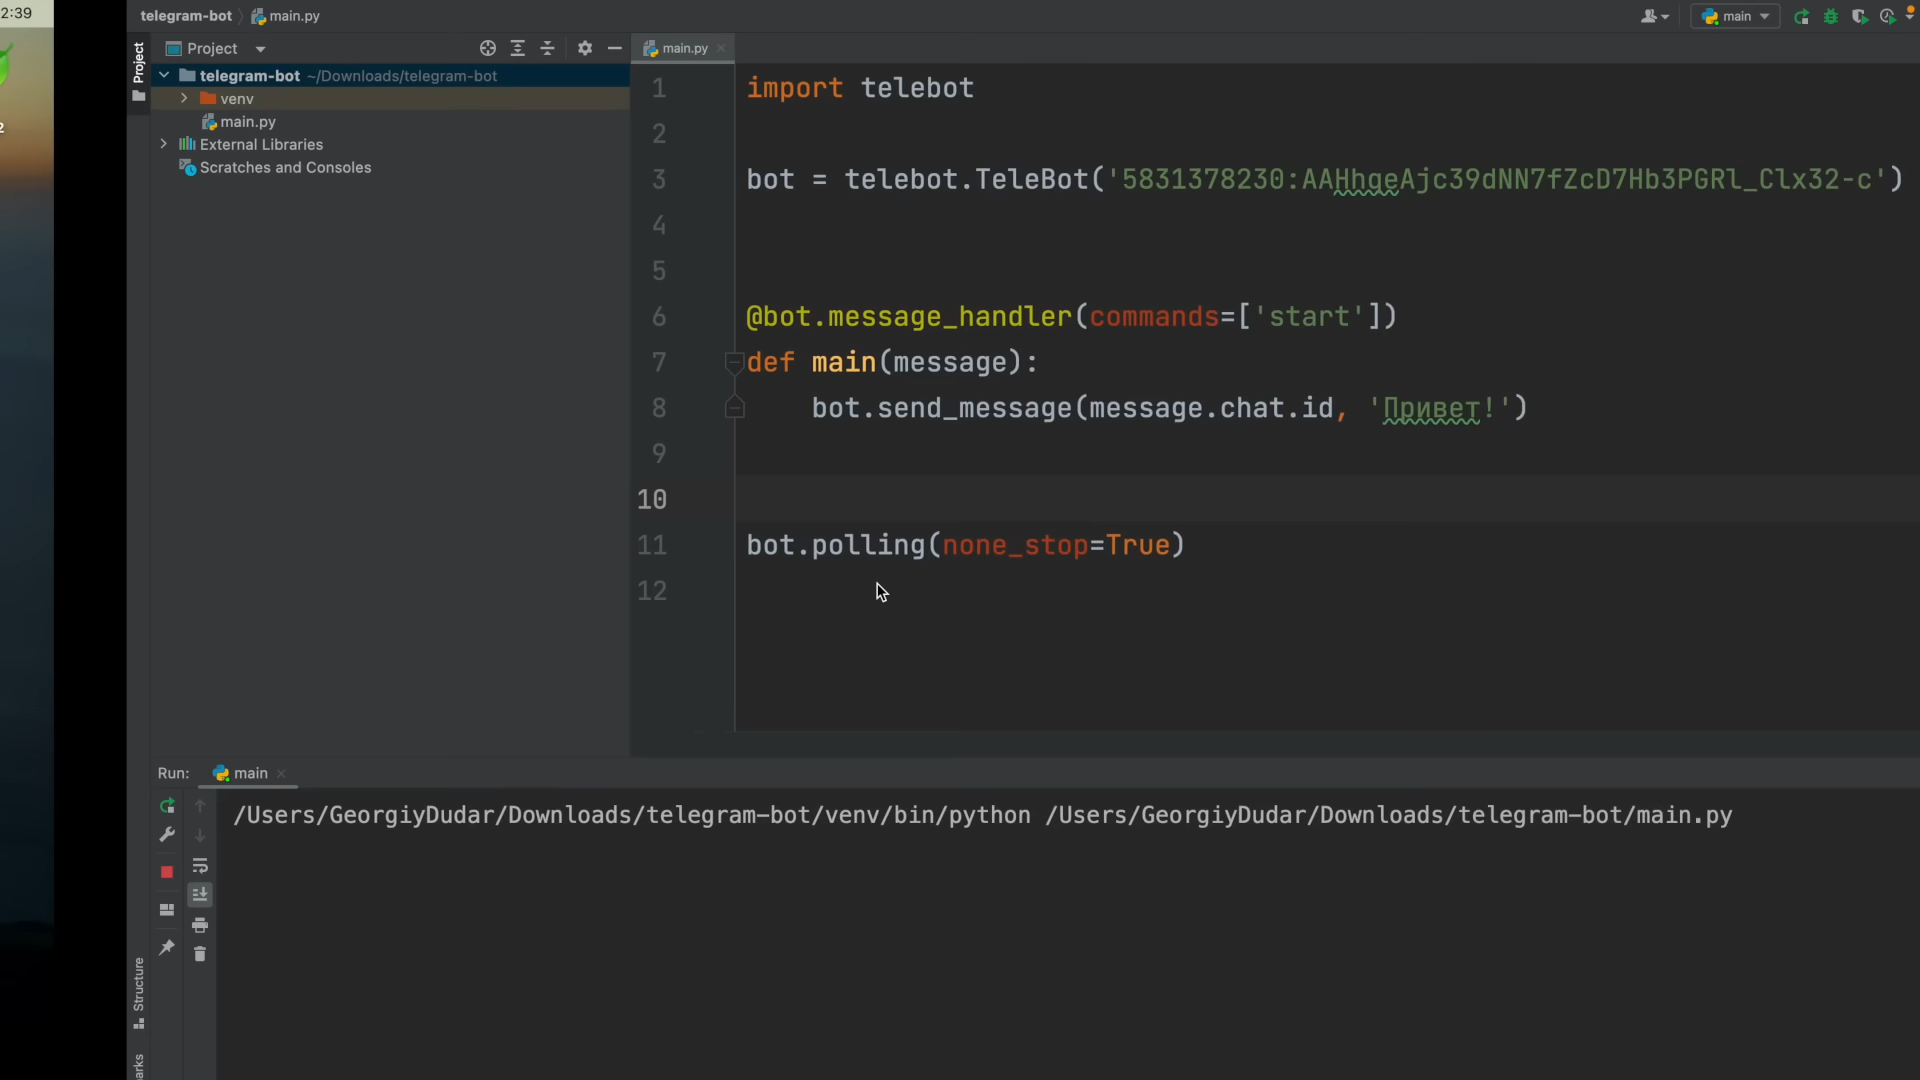 2:39
2
telegram-bot main.py
main
Project
Project
telegram-bot ~/Downloads/telegram-bot
venv
main.py
External Libraries
Scratches and Consoles
main.py
1 import telebot
2
3 bot = telebot.TeleBot('5831378230:AAHhqeAjc39dNN7fZcD7Hb3PGRl_Clx32-c')
4
5
6 @bot.message_handler(commands=['start'])
7 def main(message):
8 bot.send_message(message.chat.id, 'Привет!')
9
10
11 bot.polling(none_stop=True)
12
Run: main
/Users/GeorgiyDudar/Downloads/telegram-bot/venv/bin/python /Users/GeorgiyDudar/Downloads/telegram-bot/main.py
Structure